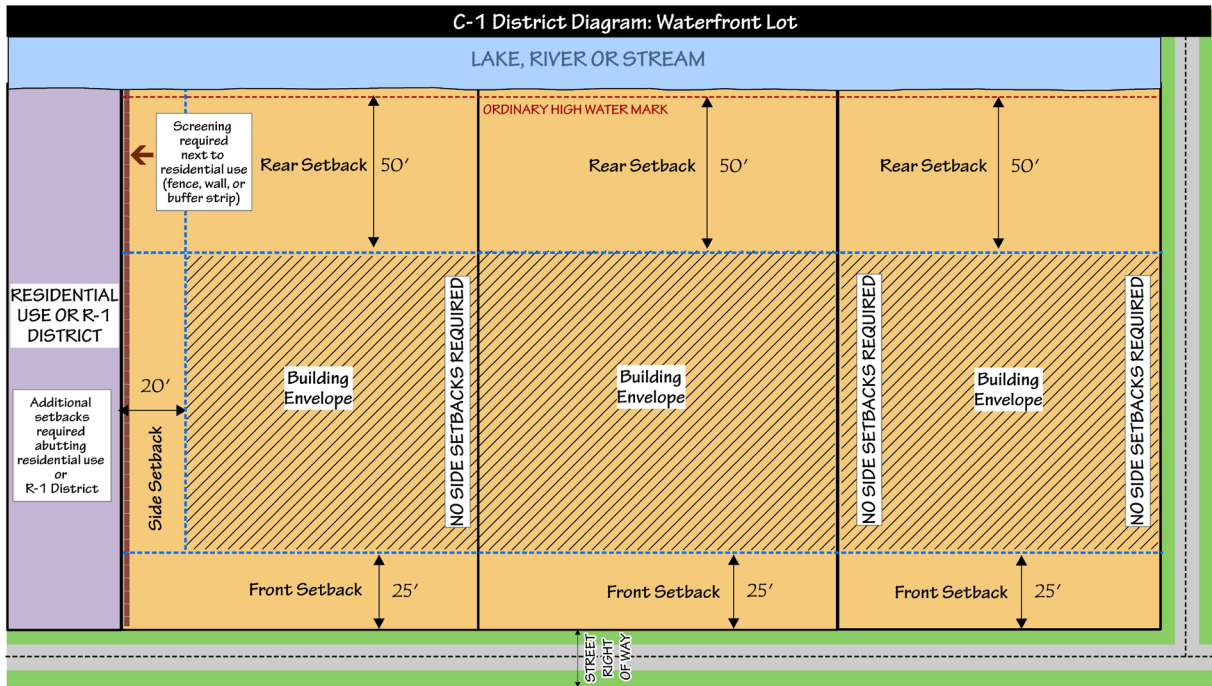 C-1 District Diagram: Waterfront Lot
LAKE, RIVER OR STREAM
ORDINARY HIGH WATER MARK
Screening
required
next to
residential use
(fence, wall, or
buffer strip)
Rear Setback 50'
Rear Setback 50'
Rear Setback 50'
RESIDENTIAL
USE OR R-1
DISTRICT
Additional
setbacks
required
abutting
residential use
or
R-1 District
20'
Side Setback
Building
Envelope
NO SIDE SETBACKS REQUIRED
Building
Envelope
NO SIDE SETBACKS REQUIRED
Building
Envelope
NO SIDE SETBACKS REQUIRED
Front Setback 25'
Front Setback 25'
Front Setback 25'
STREET
RIGHT
OF WAY